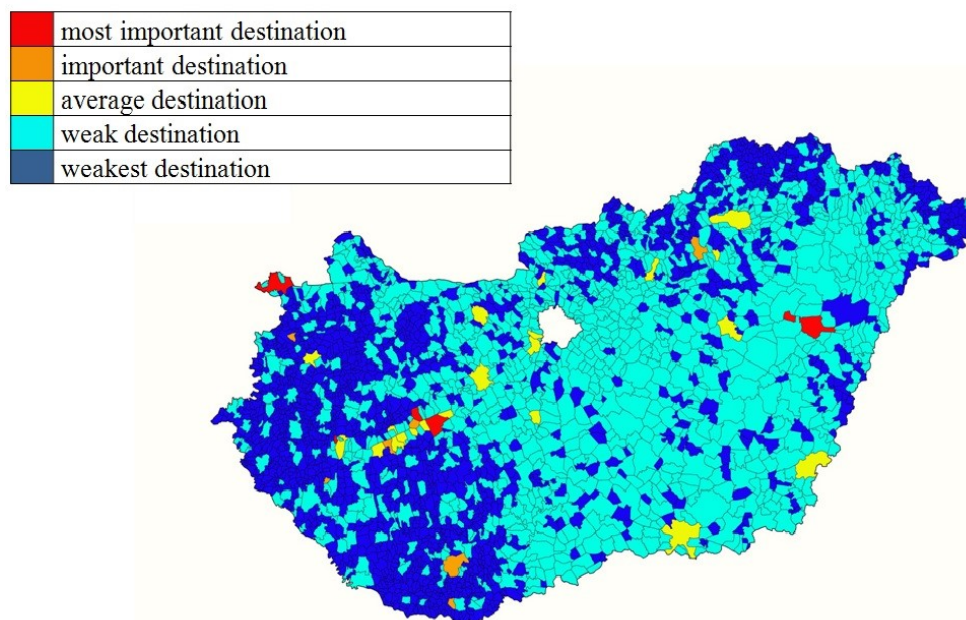 most important destination
important destination
average destination
weak destination
weakest destination